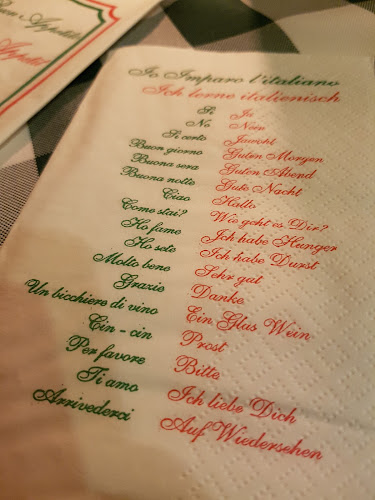 Buon Appetito
Appetit
Io Imparo l'italiano
Ich lerne italienisch
Si Ja
No Nein
Si certo Jawohl
Buon giorno Guten Morgen
Buona sera Guten Abend
Buona notte Gute Nacht
Ciao Hallo
Come stai? Wie geht es Dir?
Ho fame Ich habe Hunger
Ho sete Ich habe Durst
Molto bene Sehr gut
Grazie Danke
Un bicchiere di vino Ein Glas Wein
Cin - cin Prost
Per favore Bitte
Ti amo Ich liebe Dich
Arrivederci Auf Wiedersehen